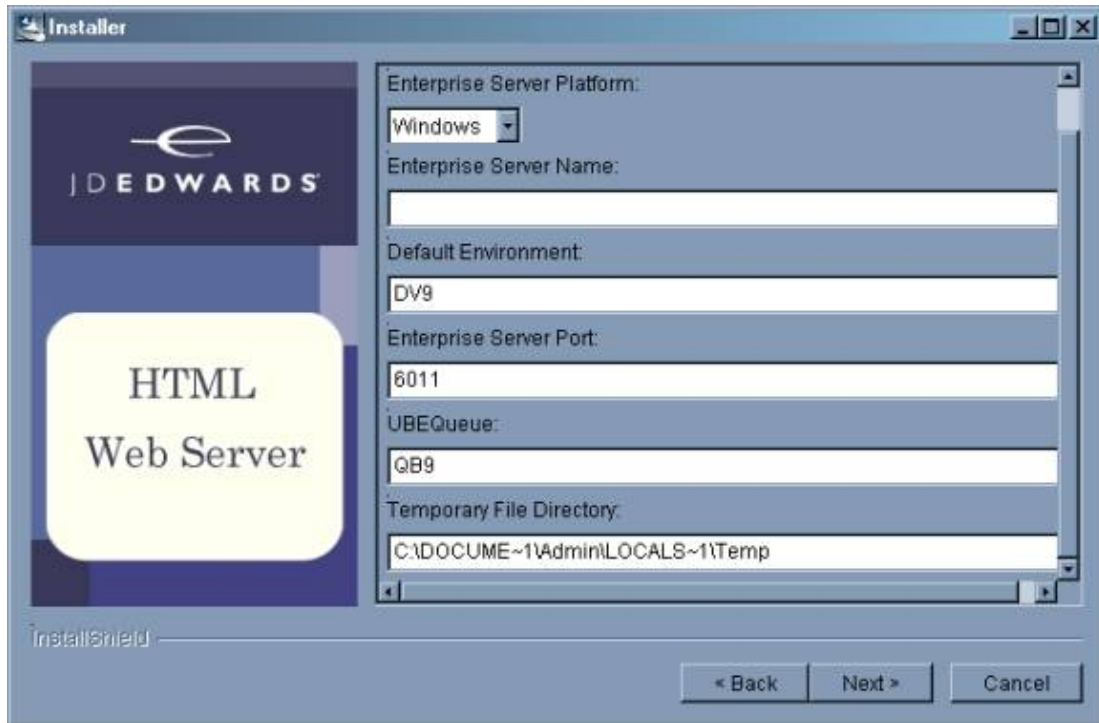 Installer
JDEDWARDS
HTML
Web Server
Enterprise Server Platform:
Windows
Enterprise Server Name:
Default Environment:
DV9
Enterprise Server Port:
6011
UBEQueue:
QB9
Temporary File Directory:
C:\DOCUME~1\Admin\LOCALS~1\Temp
InstallShield
< Back
Next >
Cancel